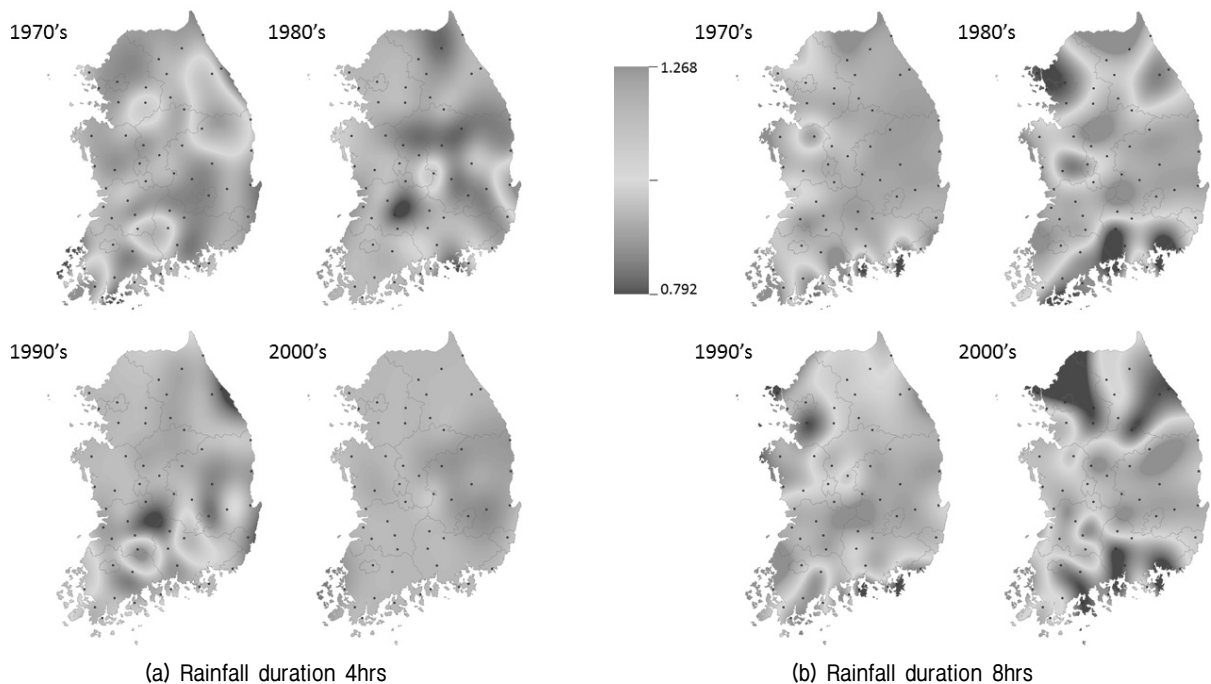 1970's
1980's
1970's
1980's
1.268
0.792
1990's
2000's
1990's
2000's
(a) Rainfall duration 4hrs
(b) Rainfall duration 8hrs